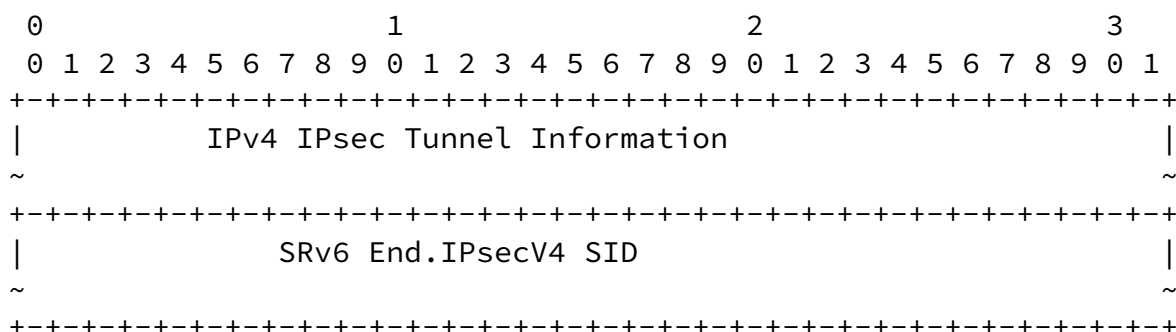 0                   1                   2                   3
 0 1 2 3 4 5 6 7 8 9 0 1 2 3 4 5 6 7 8 9 0 1 2 3 4 5 6 7 8 9 0 1
+-+-+-+-+-+-+-+-+-+-+-+-+-+-+-+-+-+-+-+-+-+-+-+-+-+-+-+-+-+-+-+-+
|          IPv4 IPsec Tunnel Information                        |
~                                                               ~
+-+-+-+-+-+-+-+-+-+-+-+-+-+-+-+-+-+-+-+-+-+-+-+-+-+-+-+-+-+-+-+-+
|              SRv6 End.IPsecV4 SID                             |
~                                                               ~
+-+-+-+-+-+-+-+-+-+-+-+-+-+-+-+-+-+-+-+-+-+-+-+-+-+-+-+-+-+-+-+-+